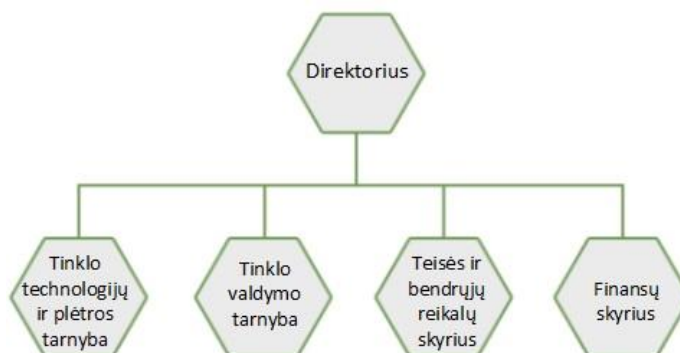 Direktorius
Tinklo
technologijų
ir plėtros
tarnyba
Tinklo
valdymo
tarnyba
Teisės ir
bendrųjų
reikalų
skyrius
Finansų
skyrius